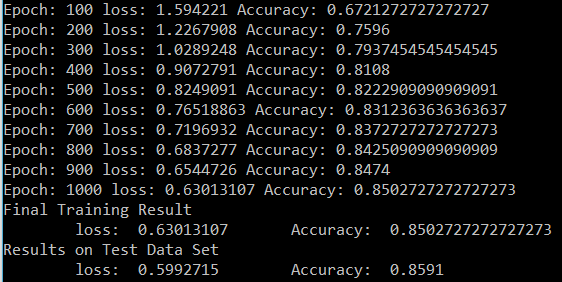 Epoch: 100 loss: 1.594221 Accuracy: 0.6721272727272727
Epoch: 200 loss: 1.2267908 Accuracy: 0.7596
Epoch: 300 loss: 1.0289248 Accuracy: 0.7937454545454545
Epoch: 400 loss: 0.9072791 Accuracy: 0.8108
Epoch: 500 loss: 0.8249091 Accuracy: 0.8222909090909091
Epoch: 600 loss: 0.76518863 Accuracy: 0.8312363636363637
Epoch: 700 loss: 0.7196932 Accuracy: 0.8372727272727273
Epoch: 800 loss: 0.6837277 Accuracy: 0.8425090909090909
Epoch: 900 loss: 0.6544726 Accuracy: 0.8474
Epoch: 1000 loss: 0.63013107 Accuracy: 0.8502727272727273
Final Training Result
loss: 0.63013107 Accuracy: 0.8502727272727273
Results on Test Data Set
loss: 0.5992715 Accuracy: 0.8591